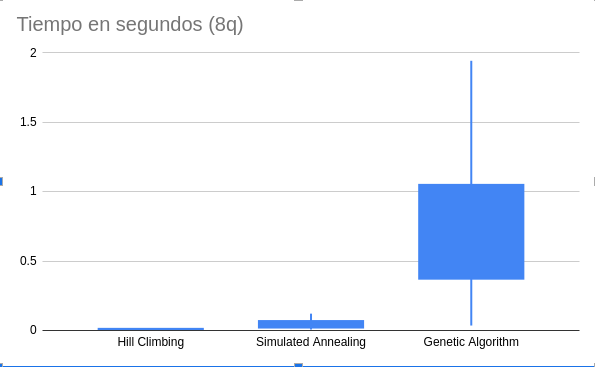 Tiempo en segundos (8q)
2
1.5
1
0.5
0
Hill Climbing Simulated Annealing Genetic Algorithm